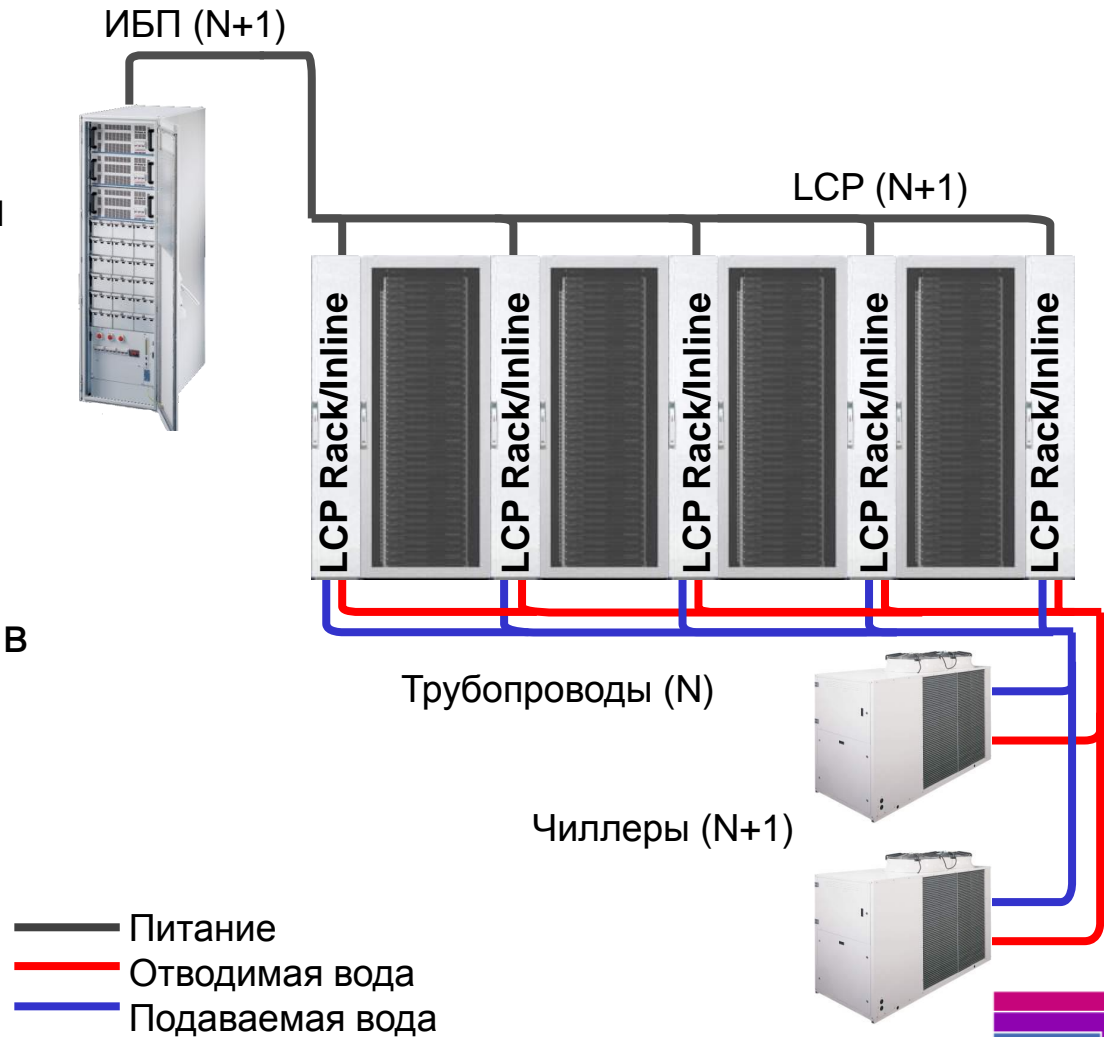 ИБП (N+1)
LCP (N+1)
LCP Rack/Inline
LCP Rack/Inline
LCP Rack/Inline
LCP Rack/Inline
LCP Rack/Inline
в
Трубопроводы (N)
Чиллеры (N+1)
Питание
Отводимая вода
Подаваемая вода